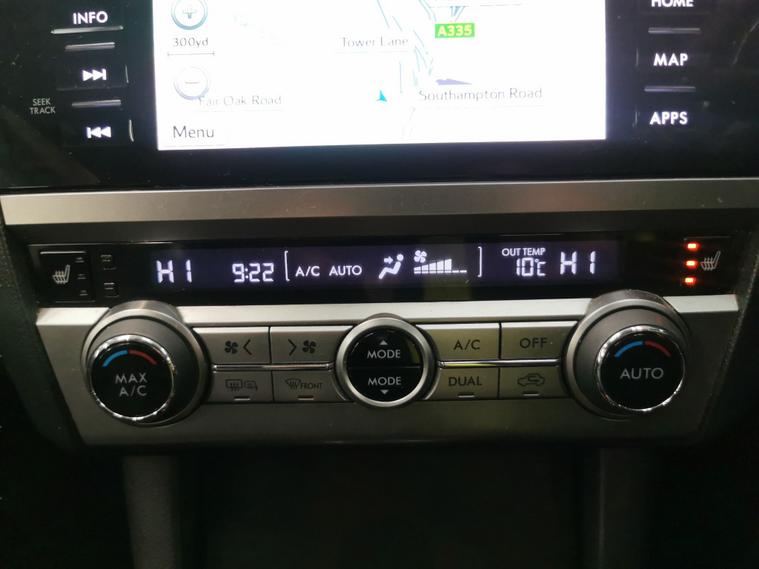 INFO
HOME
300yd
Tower Lane
A335
MAP
SEEK
TRACK
Fair Oak Road
Southampton Road
APPS
Menu
HI
9:22
A/C AUTO
OUT TEMP
10℃
HI
MAX
A/C
FRONT
MODE
MODE
A/C
OFF
DUAL
AUTO